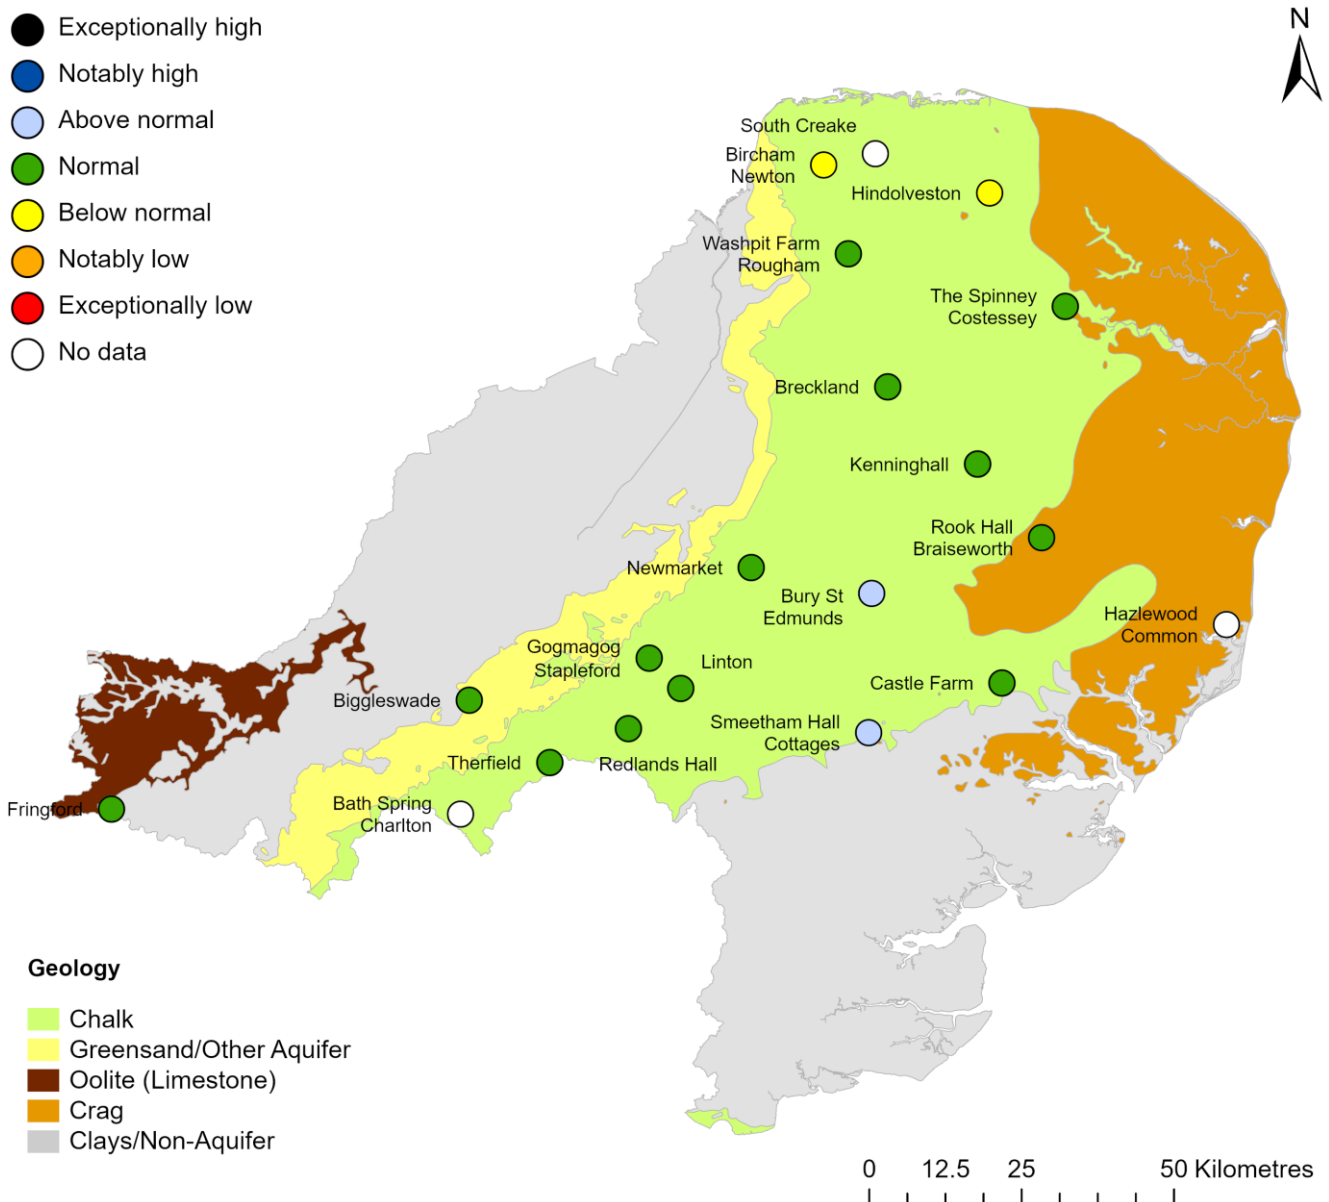 Exceptionally high
Notably high
Above normal
Normal
Below normal
Notably low
Exceptionally low
No data
N
South Creake
Bircham
Newton
Hindolveston
Washpit Farm
Rougham
The Spinney
Costessey
Breckland
Kenninghall
Rook Hall
Braiseworth
Newmarket
Bury St
Edmunds
Hazlewood
Common
Gogmagog
Stapleford
Linton
Castle Farm
Biggleswade
Smeetham Hall
Cottages
Therfield
Redlands Hall
Bath Spring
Charlton
Fringford
Geology
Chalk
Greensand/Other Aquifer
Oolite (Limestone)
Crag
Clays/Non-Aquifer
0 12.5 25 50 Kilometres